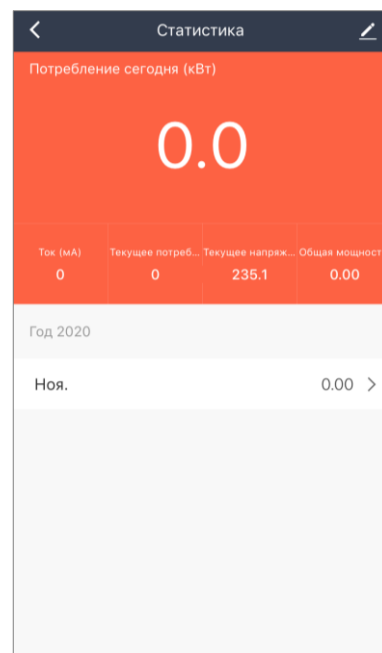 Статистика
Потребление сегодня (кВт)
0.0
Ток (мА) Текущее потреб... Текущее напряж... Общая мощност
0 0 235.1 0.00
Год 2020
Ноя. 0.00